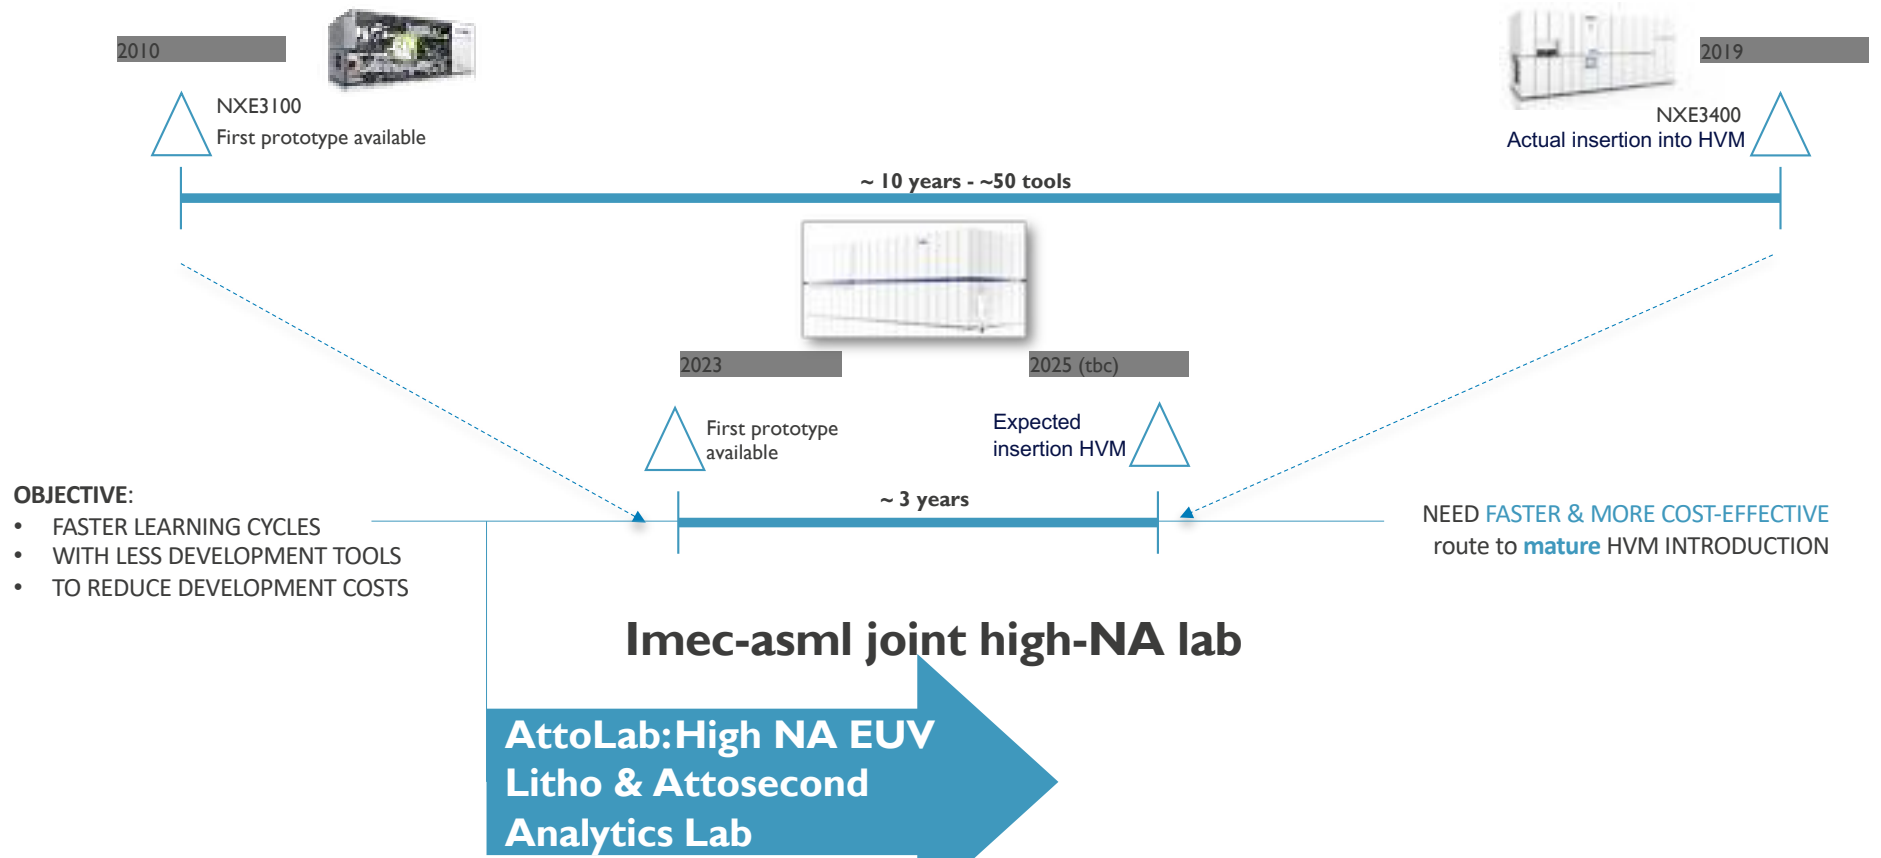 2010
2019
NXE3100
First prototype available
NXE3400
Actual insertion into HVM
~ 10 years - ~50 tools
2023
2025 (tbc)
First prototype
available
Expected
insertion HVM
~ 3 years
OBJECTIVE:
• FASTER LEARNING CYCLES
• WITH LESS DEVELOPMENT TOOLS
• TO REDUCE DEVELOPMENT COSTS
NEED FASTER & MORE COST-EFFECTIVE
route to mature HVM INTRODUCTION
Imec-asml joint high-NA lab
AttoLab:High NA EUV
Litho & Attosecond
Analytics Lab